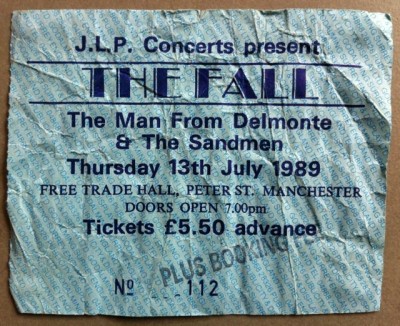 J.L.P. Concerts present
THE FALL
The Man From Delmonte
& The Sandmen
Thursday 13th July 1989
FREE TRADE HALL, PETER ST. MANCHESTER
DOORS OPEN 7.00pm
Tickets £5.50 advance
PLUS BOOKING
Nº ...112